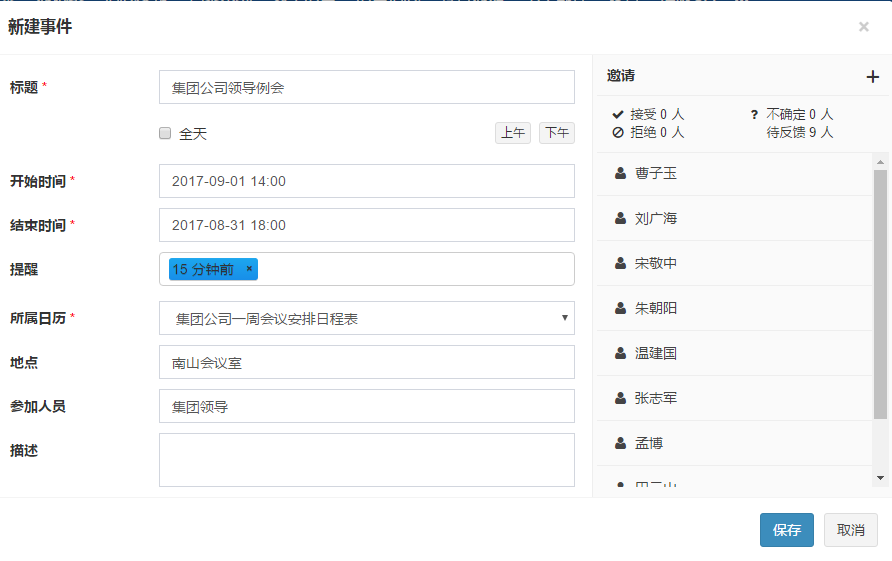 新建事件 ×
标题 * 集团公司领导例会
全天 上午 下午
开始时间 * 2017-09-01 14:00
结束时间 * 2017-08-31 18:00
提醒 15 分钟前 ×
所属日历 * 集团公司一周会议安排日程表
地点 南山会议室
参加人员 集团领导
描述
邀请 +
接受 0 人 ? 不确定 0 人
拒绝 0 人 待反馈 9 人
曹子玉
刘广海
宋敬中
朱朝阳
温建国
张志军
孟博
保存 取消